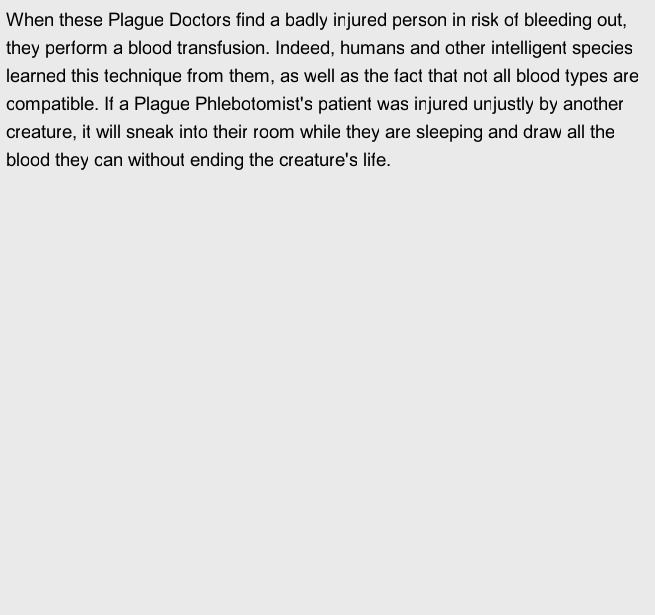 When these Plague Doctors find a badly injured person in risk of bleeding out,
they perform a blood transfusion. Indeed, humans and other intelligent species
learned this technique from them, as well as the fact that not all blood types are
compatible. If a Plague Phlebotomist's patient was injured unjustly by another
creature, it will sneak into their room while they are sleeping and draw all the
blood they can without ending the creature's life.